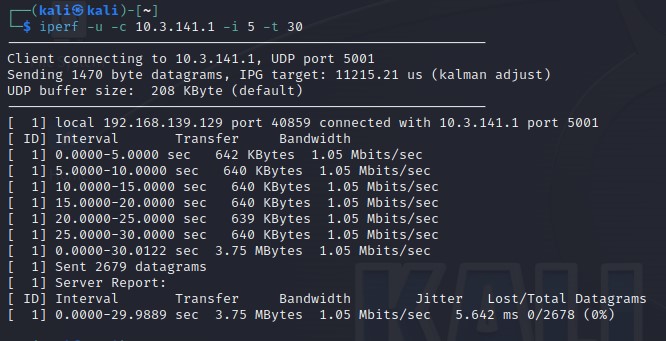 ┌──(kali㉿kali)-[~]
└─$ iperf -u -c 10.3.141.1 -i 5 -t 30
------------------------------------------------------------
Client connecting to 10.3.141.1, UDP port 5001
Sending 1470 byte datagrams, IPG target: 11215.21 us (kalman adjust)
UDP buffer size:  208 KByte (default)
------------------------------------------------------------
[  1] local 192.168.139.129 port 40859 connected with 10.3.141.1 port 5001
[ ID] Interval       Transfer     Bandwidth
[  1] 0.0000-5.0000 sec   642 KBytes  1.05 Mbits/sec
[  1] 5.0000-10.0000 sec   640 KBytes  1.05 Mbits/sec
[  1] 10.0000-15.0000 sec   640 KBytes  1.05 Mbits/sec
[  1] 15.0000-20.0000 sec   640 KBytes  1.05 Mbits/sec
[  1] 20.0000-25.0000 sec   639 KBytes  1.05 Mbits/sec
[  1] 25.0000-30.0000 sec   640 KBytes  1.05 Mbits/sec
[  1] 0.0000-30.0122 sec  3.75 MBytes  1.05 Mbits/sec
[  1] Sent 2679 datagrams
[  1] Server Report:
[ ID] Interval       Transfer     Bandwidth        Jitter   Lost/Total Datagrams
[  1] 0.0000-29.9889 sec  3.75 MBytes  1.05 Mbits/sec   5.642 ms 0/2678 (0%)
KALI